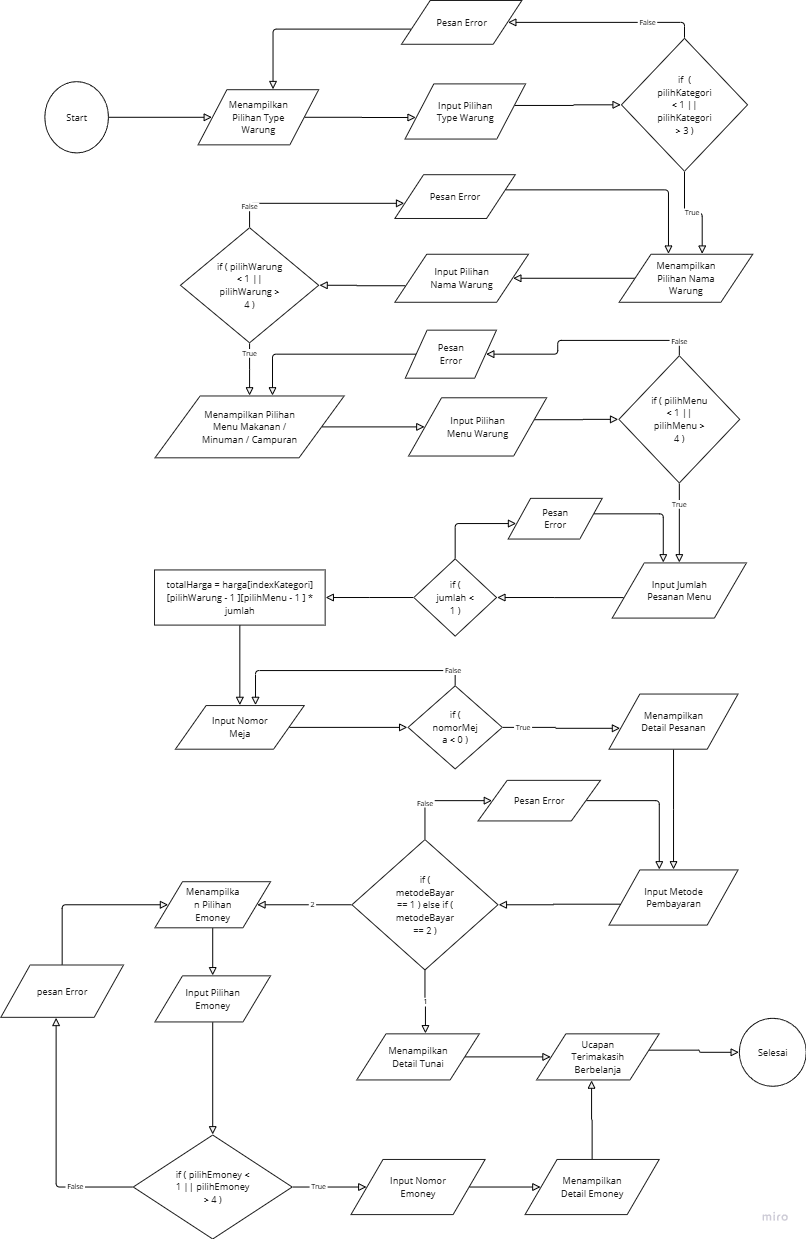 Pesan Error
False
Start
Menampilkan
Pilihan Type
Warung
Input Pilihan
Type Warung
if (
pilihKategori
< 1 ||
pilihKategori
> 3 )
True
False
Pesan Error
if ( pilihWarung
< 1 ||
pilihWarung >
4 )
Input Pilihan
Nama Warung
Menampilkan
Pilihan Nama
Warung
True
Pesan
Error
False
Menampilkan Pilihan
Menu Makanan /
Minuman / Campuran
Input Pilihan
Menu Warung
if ( pilihMenu
< 1 ||
pilihMenu >
4 )
True
Pesan
Error
totalHarga = harga[indexKategori]
[pilihWarung - 1 ][pilihMenu - 1 ] *
jumlah
if (
jumlah <
1 )
Input Jumlah
Pesanan Menu
False
Input Nomor
Meja
if (
nomorMej
a < 0 )
True
Menampilkan
Detail Pesanan
False
Pesan Error
Menampilka
n Pilihan
Emoney
2
if (
metodeBayar
== 1 ) else if (
metodeBayar
== 2 )
Input Metode
Pembayaran
pesan Error
Input Pilihan
Emoney
1
Menampilkan
Detail Tunai
Ucapan
Terimakasih
Berbelanja
Selesai
False
if ( pilihEmoney <
1 || pilihEmoney
> 4 )
True
Input Nomor
Emoney
Menampilkan
Detail Emoney
miro